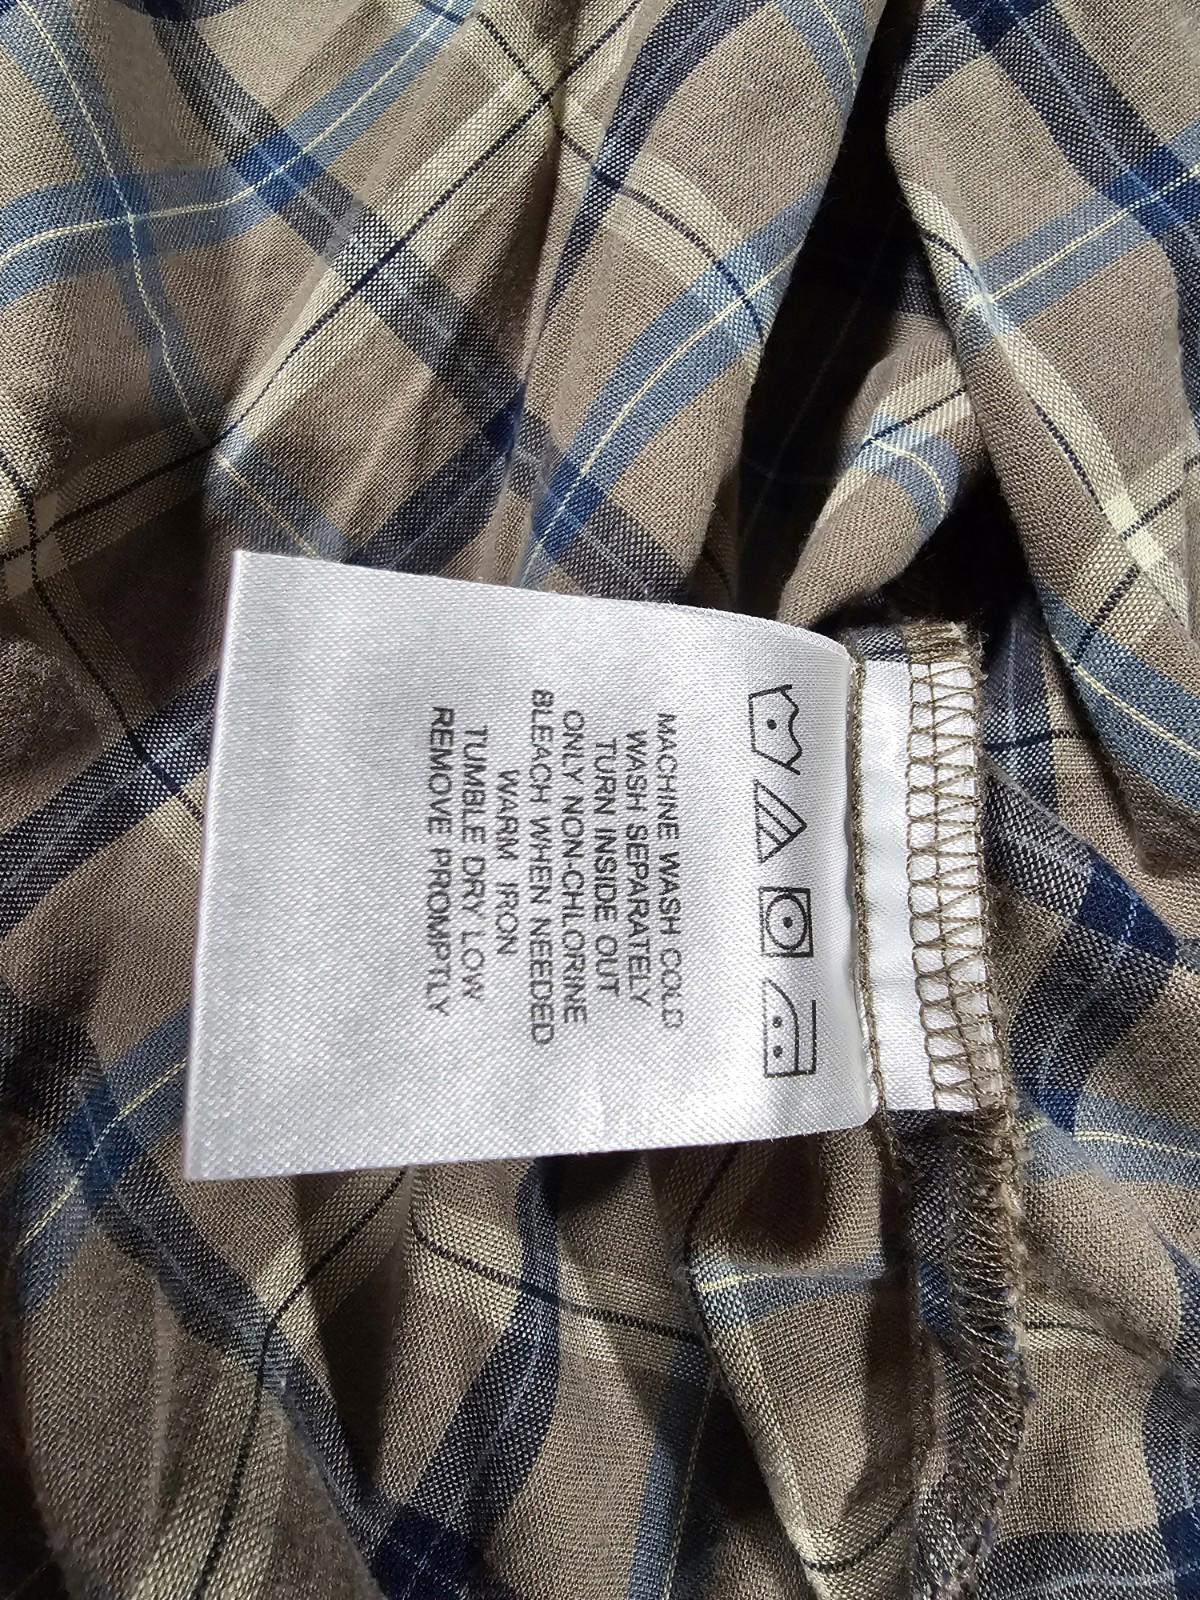 MACHINE WASH COLD
WASH SEPARATELY
TURN INSIDE OUT
ONLY NON-CHLORINE
BLEACH WHEN NEEDED
WARM IRON
TUMBLE DRY LOW
REMOVE PROMPTLY